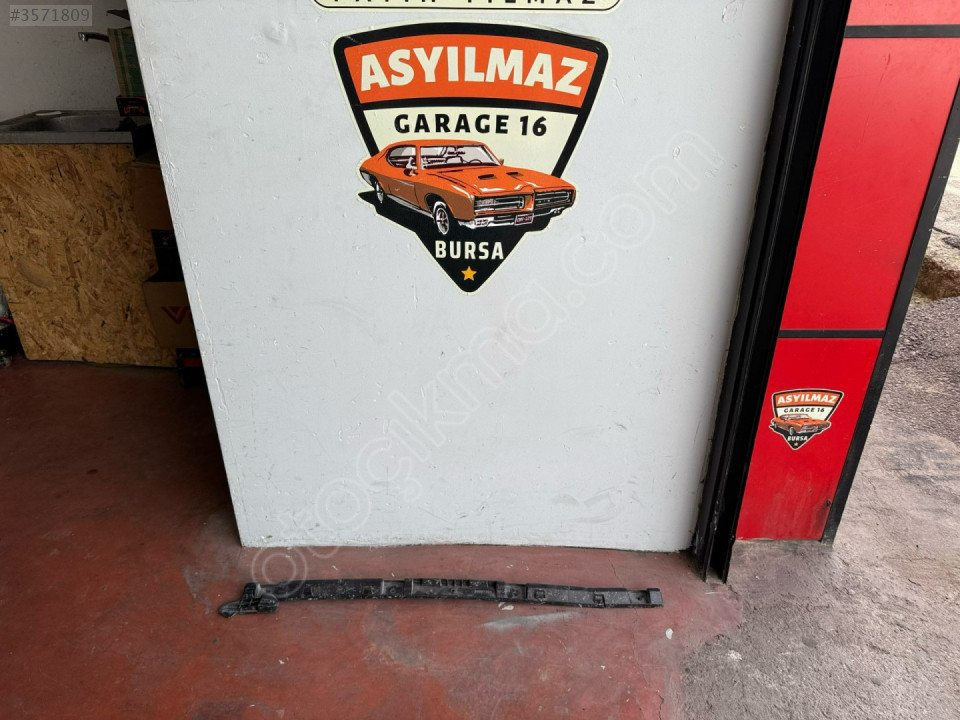 #3571809
ASYILMAZ
GARAGE 16
BURSA
ASYILMAZ
GARAGE 16
BURSA
otoçıkma.com